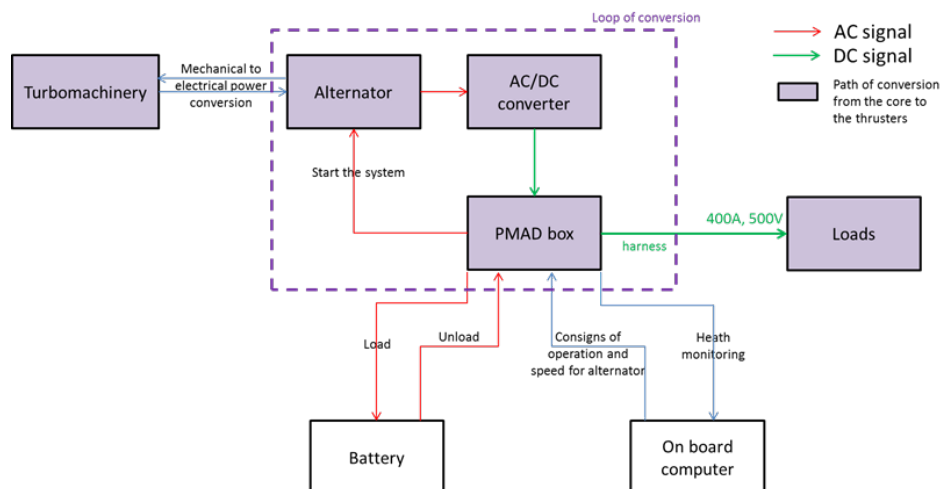 Loop of conversion
AC signal
DC signal
Path of conversion
from the core to
the thrusters
Turbomachinery
Mechanical to
electrical power
conversion
Alternator
AC/DC
converter
Start the system
PMAD box
400A, 500V
harness
Loads
Load
Unload
Consigns of
operation and
speed for alternator
Heath
monitoring
Battery
On board
computer